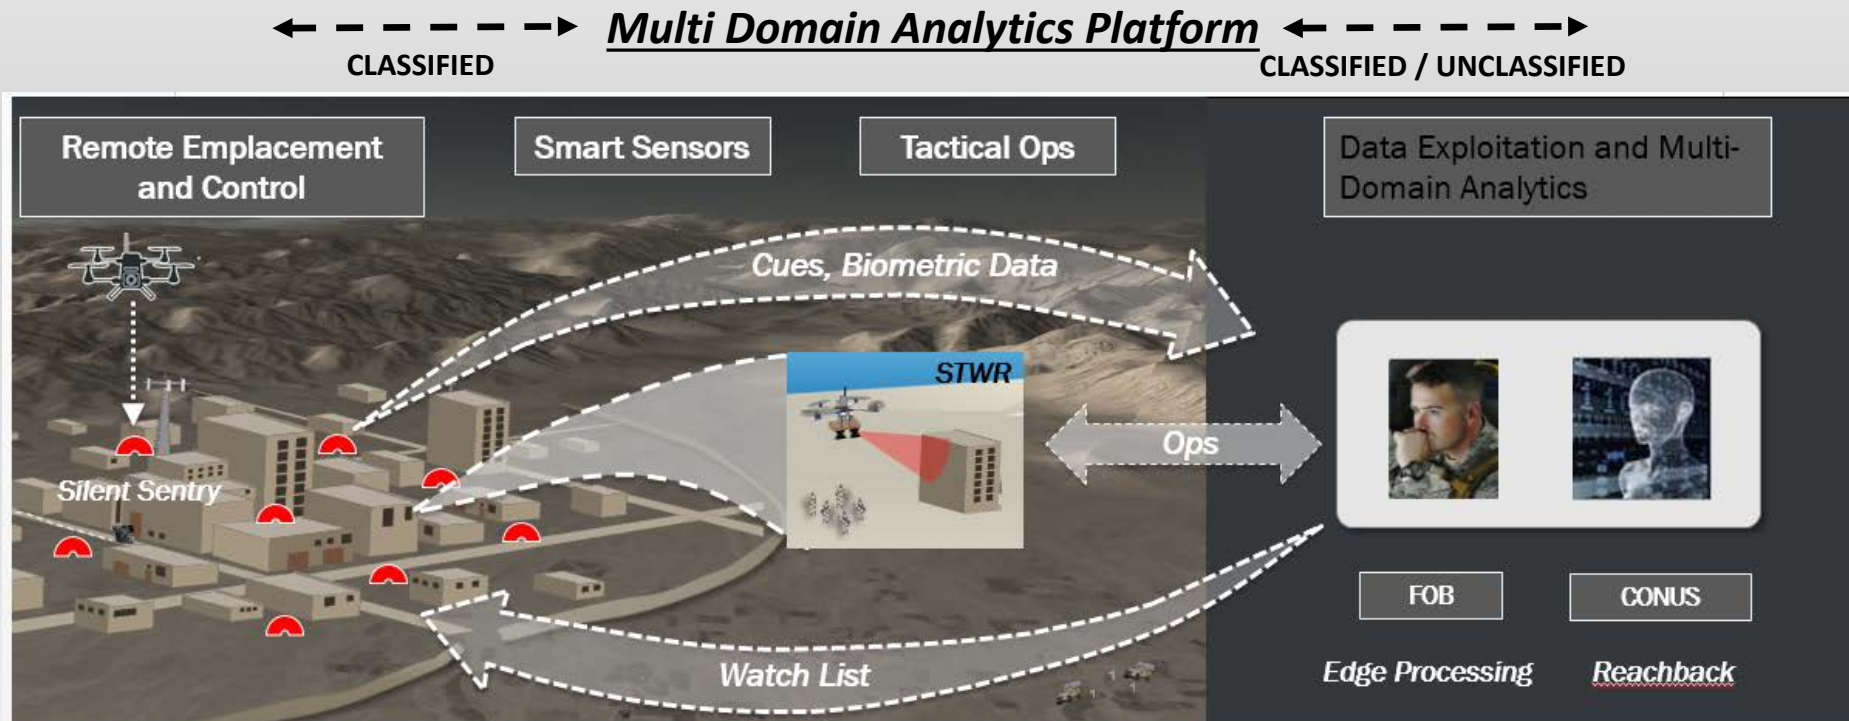 Multi Domain Analytics Platform
CLASSIFIED
CLASSIFIED / UNCLASSIFIED
Remote Emplacement
and Control
Smart Sensors
Tactical Ops
Data Exploitation and Multi-
Domain Analytics
Cues, Biometric Data
STWR
Ops
Silent Sentry
Watch List
FOB
CONUS
Edge Processing
Reachback